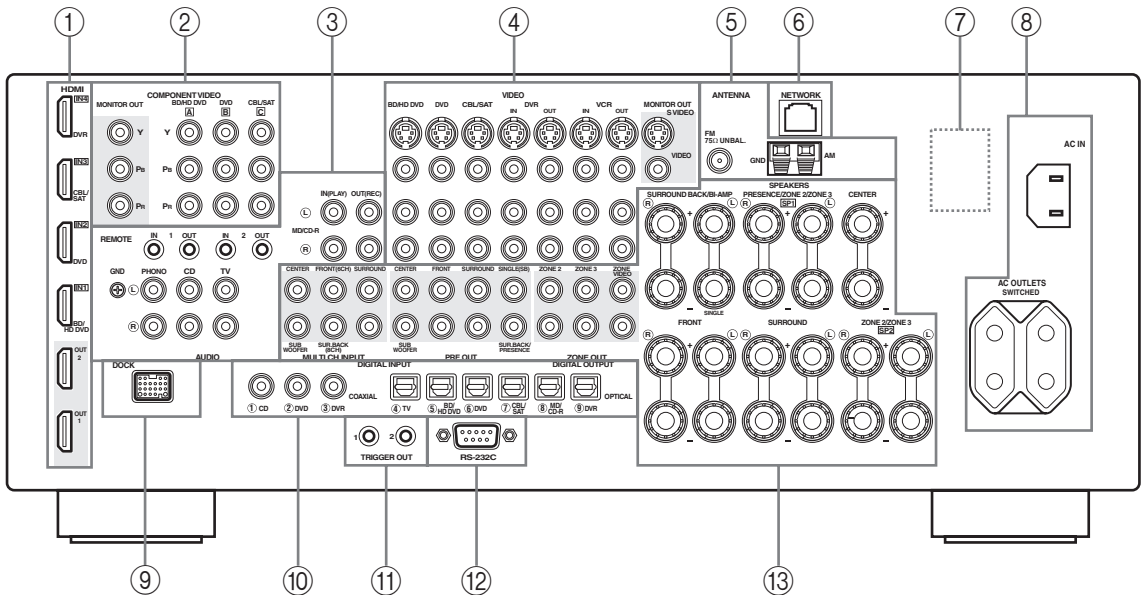 ① ② ③ ④ ⑤ ⑥ ⑦ ⑧
HDMI
IN4
DVR
IN3
CBL/
SAT
IN2
DVD
IN1
BD/
HD DVD
OUT
2
OUT
1
COMPONENT VIDEO
MONITOR OUT
BD/HD DVD
A
DVD
B
CBL/SAT
C
Y Y
PB PB
PR PR
REMOTE
IN 1 OUT
IN 2 OUT
GND PHONO CD TV
L
R
AUDIO
IN(PLAY) OUT(REC)
L
MD/CD-R
R
VIDEO
BD/HD DVD DVD CBL/SAT
DVR
IN OUT
VCR
IN OUT
MONITOR OUT
S VIDEO
VIDEO
CENTER FRONT(6CH) SURROUND
SUB
WOOFER
SUR.BACK
(8CH)
MULTI CH INPUT
CENTER FRONT SURROUND SINGLE(SB)
SUB
WOOFER
SUR.BACK/
PRESENCE
PRE OUT
ZONE 2 ZONE 3 ZONE
VIDEO
ZONE OUT
ANTENNA
FM
75Ω UNBAL.
NETWORK
GND AM
SPEAKERS
SURROUND BACK/BI-AMP PRESENCE/ZONE 2/ZONE 3 CENTER
SP1
R L R L
+ + +
– – –
SINGLE
FRONT SURROUND ZONE 2/ZONE 3
SP2
R L R L R L
+ + +
– – –
AC IN
AC OUTLETS
SWITCHED
DOCK
DIGITAL INPUT DIGITAL OUTPUT
COAXIAL OPTICAL
① CD ② DVD ③ DVR ④ TV ⑤ BD/
HD DVD ⑥ DVD ⑦ CBL/
SAT ⑧ MD/
CD-R ⑨ DVR
1 2
TRIGGER OUT
RS-232C
⑨ ⑩ ⑪ ⑫ ⑬